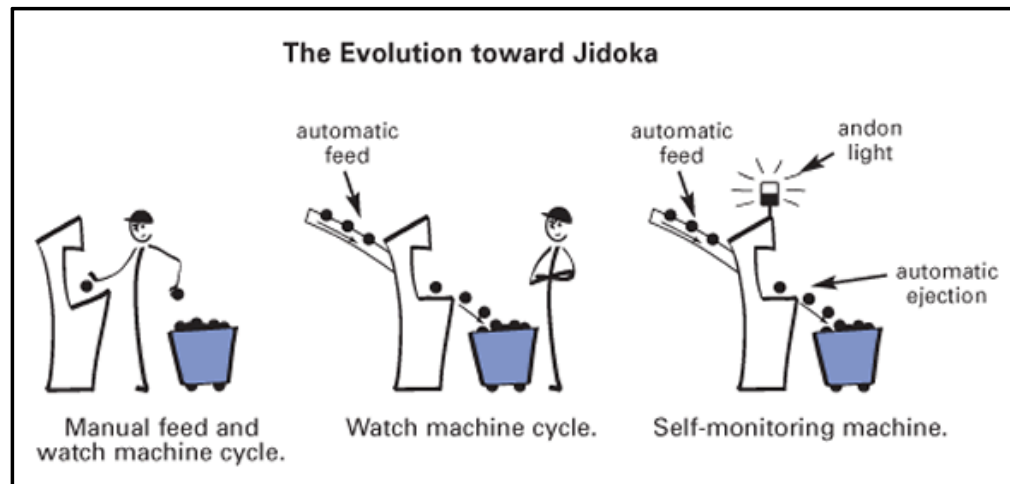 The Evolution toward Jidoka
automatic
feed
automatic
feed
andon
light
automatic
ejection
Manual feed and
watch machine cycle.
Watch machine cycle.
Self-monitoring machine.